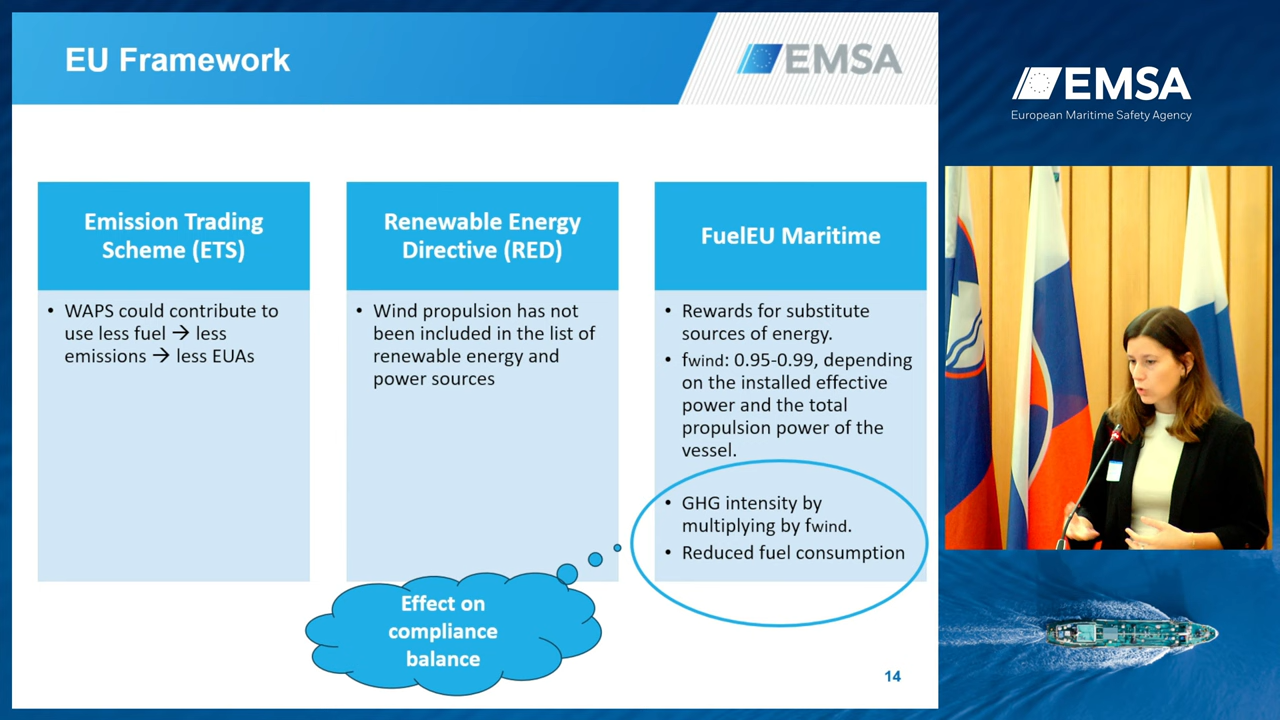 EU Framework
EMSA
EMSA
European Maritime Safety Agency
Emission Trading
Scheme (ETS)
• WAPS could contribute to
use less fuel → less
emissions → less EUAs
Renewable Energy
Directive (RED)
• Wind propulsion has not
been included in the list of
renewable energy and
power sources
FuelEU Maritime
• Rewards for substitute
sources of energy.
• fwind: 0.95-0.99, depending
on the installed effective
power and the total
propulsion power of the
vessel.
• GHG intensity by
multiplying by fwind.
• Reduced fuel consumption
Effect on
compliance
balance
14